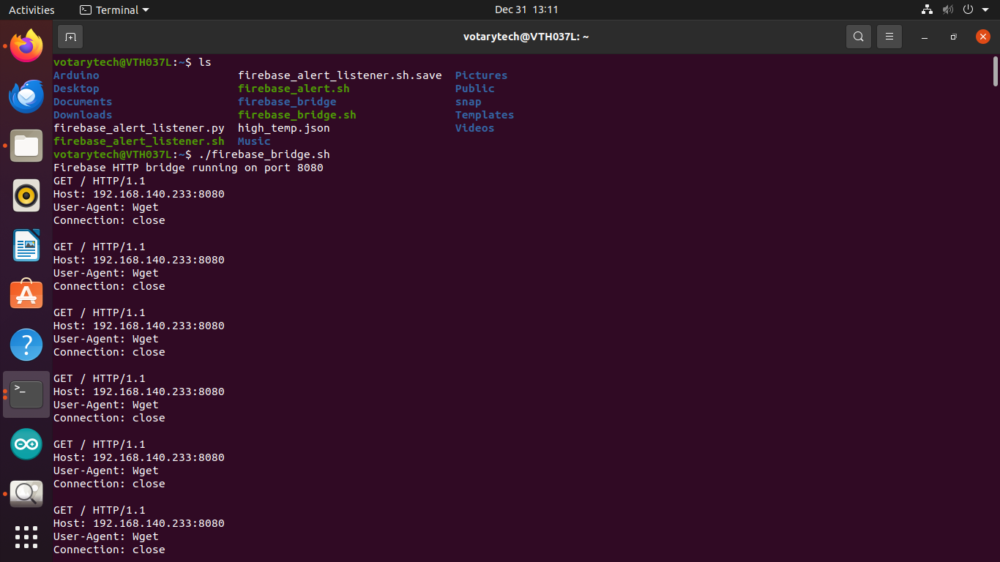 Activities Terminal Dec 31 13:11
votarytech@VTH037L: ~
votarytech@VTH037L:~$ ls
Arduino firebase_alert_listener.sh.save Pictures
Desktop firebase_alert.sh Public
Documents firebase_bridge snap
Downloads firebase_bridge.sh Templates
firebase_alert_listener.py high_temp.json Videos
firebase_alert_listener.sh Music
votarytech@VTH037L:~$ ./firebase_bridge.sh
Firebase HTTP bridge running on port 8080
GET / HTTP/1.1
Host: 192.168.140.233:8080
User-Agent: Wget
Connection: close
GET / HTTP/1.1
Host: 192.168.140.233:8080
User-Agent: Wget
Connection: close
GET / HTTP/1.1
Host: 192.168.140.233:8080
User-Agent: Wget
Connection: close
GET / HTTP/1.1
Host: 192.168.140.233:8080
User-Agent: Wget
Connection: close
GET / HTTP/1.1
Host: 192.168.140.233:8080
User-Agent: Wget
Connection: close
GET / HTTP/1.1
Host: 192.168.140.233:8080
User-Agent: Wget
Connection: close